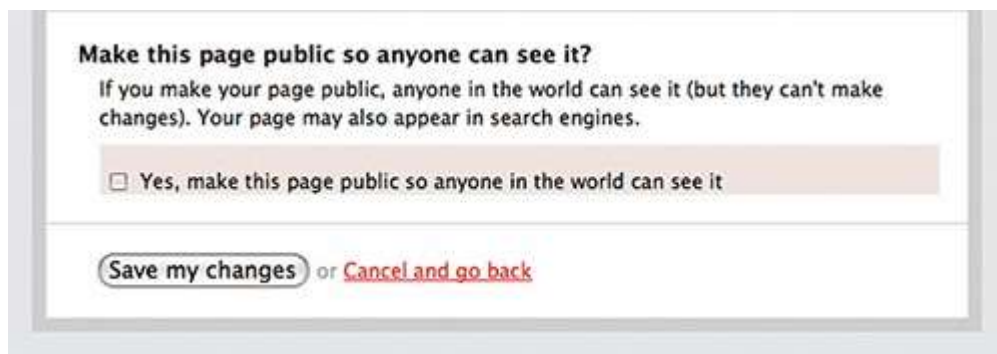 Make this page public so anyone can see it?
If you make your page public, anyone in the world can see it (but they can't make
changes). Your page may also appear in search engines.
Yes, make this page public so anyone in the world can see it
Save my changes or Cancel and go back